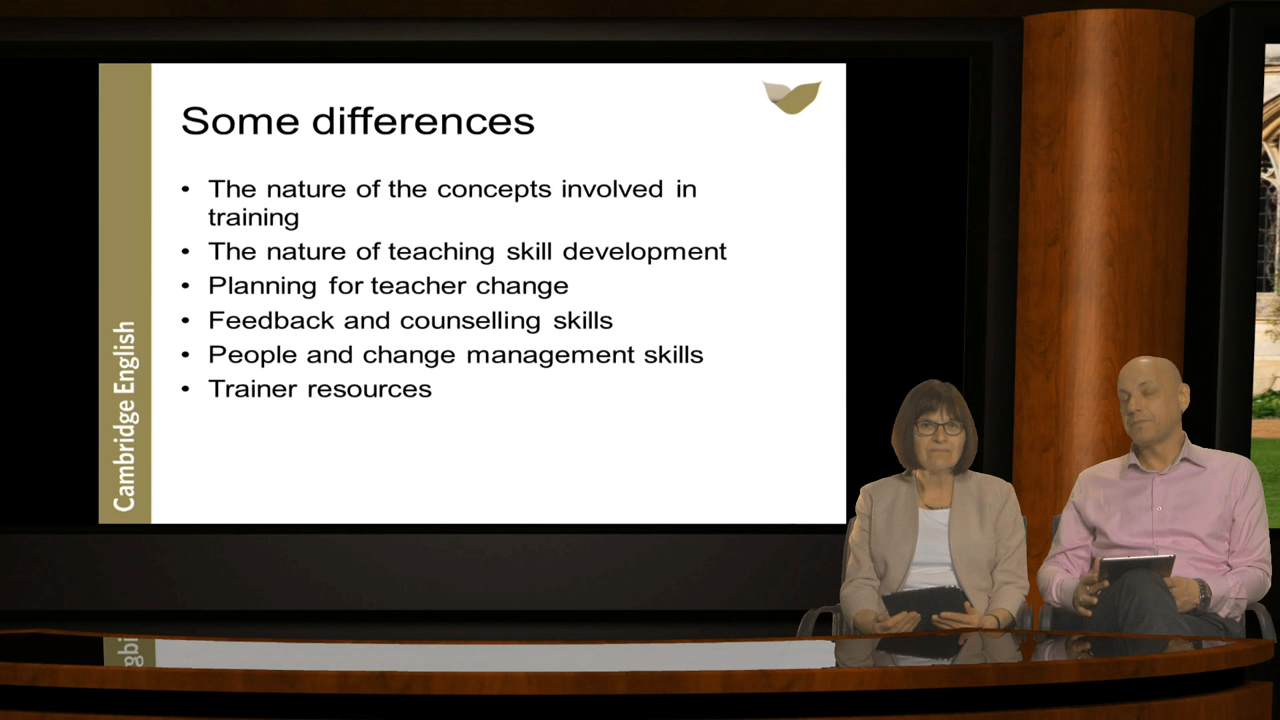 Some differences
• The nature of the concepts involved in
training
• The nature of teaching skill development
• Planning for teacher change
• Feedback and counselling skills
• People and change management skills
• Trainer resources
Cambridge English